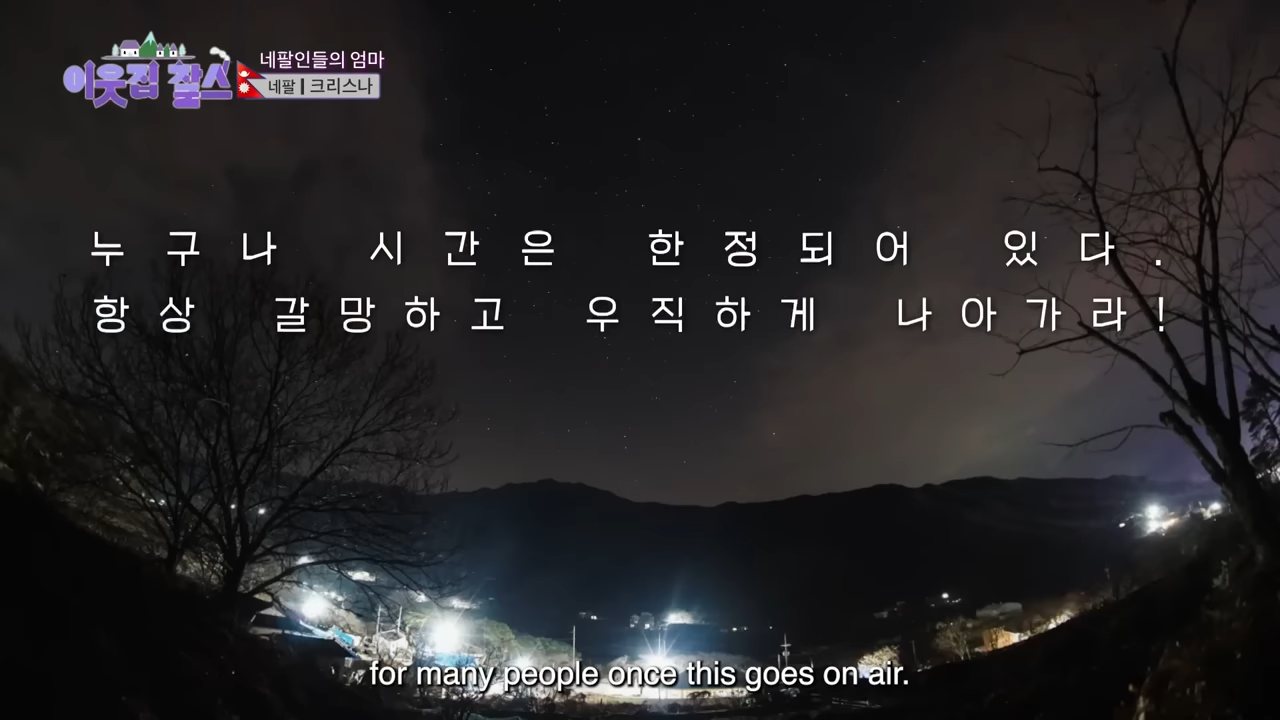 이웃집 찰스
네팔인들의 엄마
네팔 | 크리스나
누구나 시간은 한정되어 있다.
항상 갈망하고 우직하게 나아가라!
for many people once this goes on air.